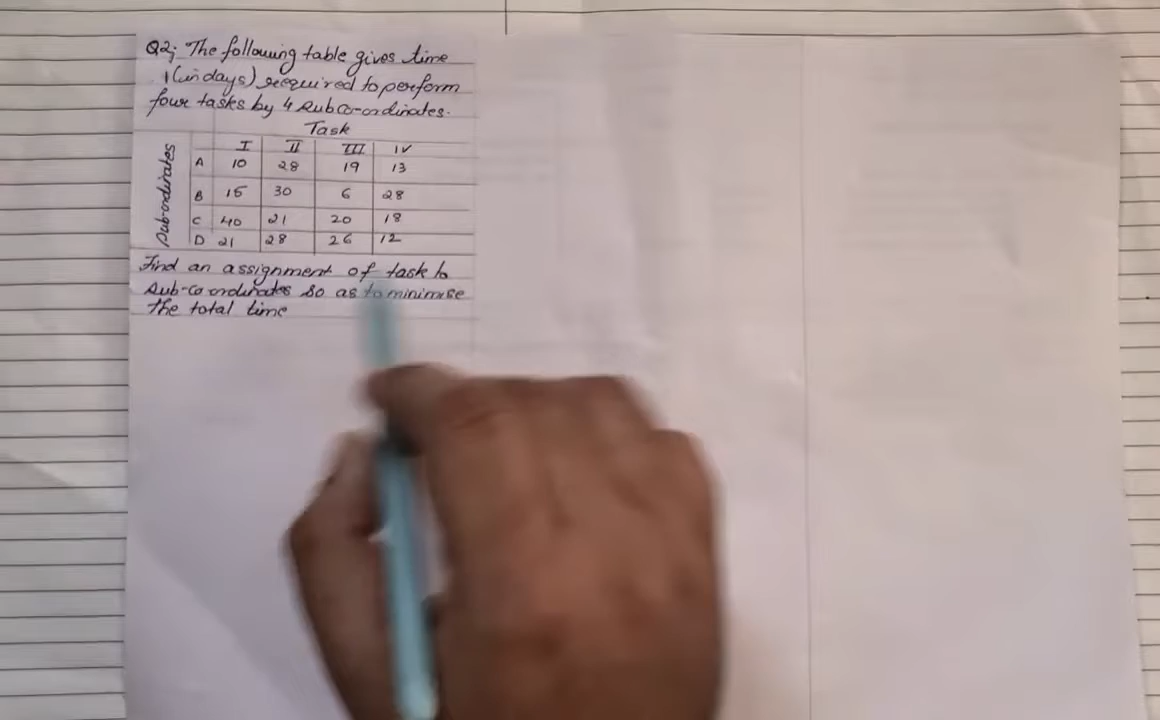 Q2; The following table gives time
(in days) required to perform
four tasks by 4 subco-ordinates.
Task
Sub-ordinates
I II III IV
A 10 28 19 13
B 15 30 6 28
C 40 21 20 18
D 21 28 26 12
Find an assignment of task to
sub-co ordinates so as to minimise
the total time